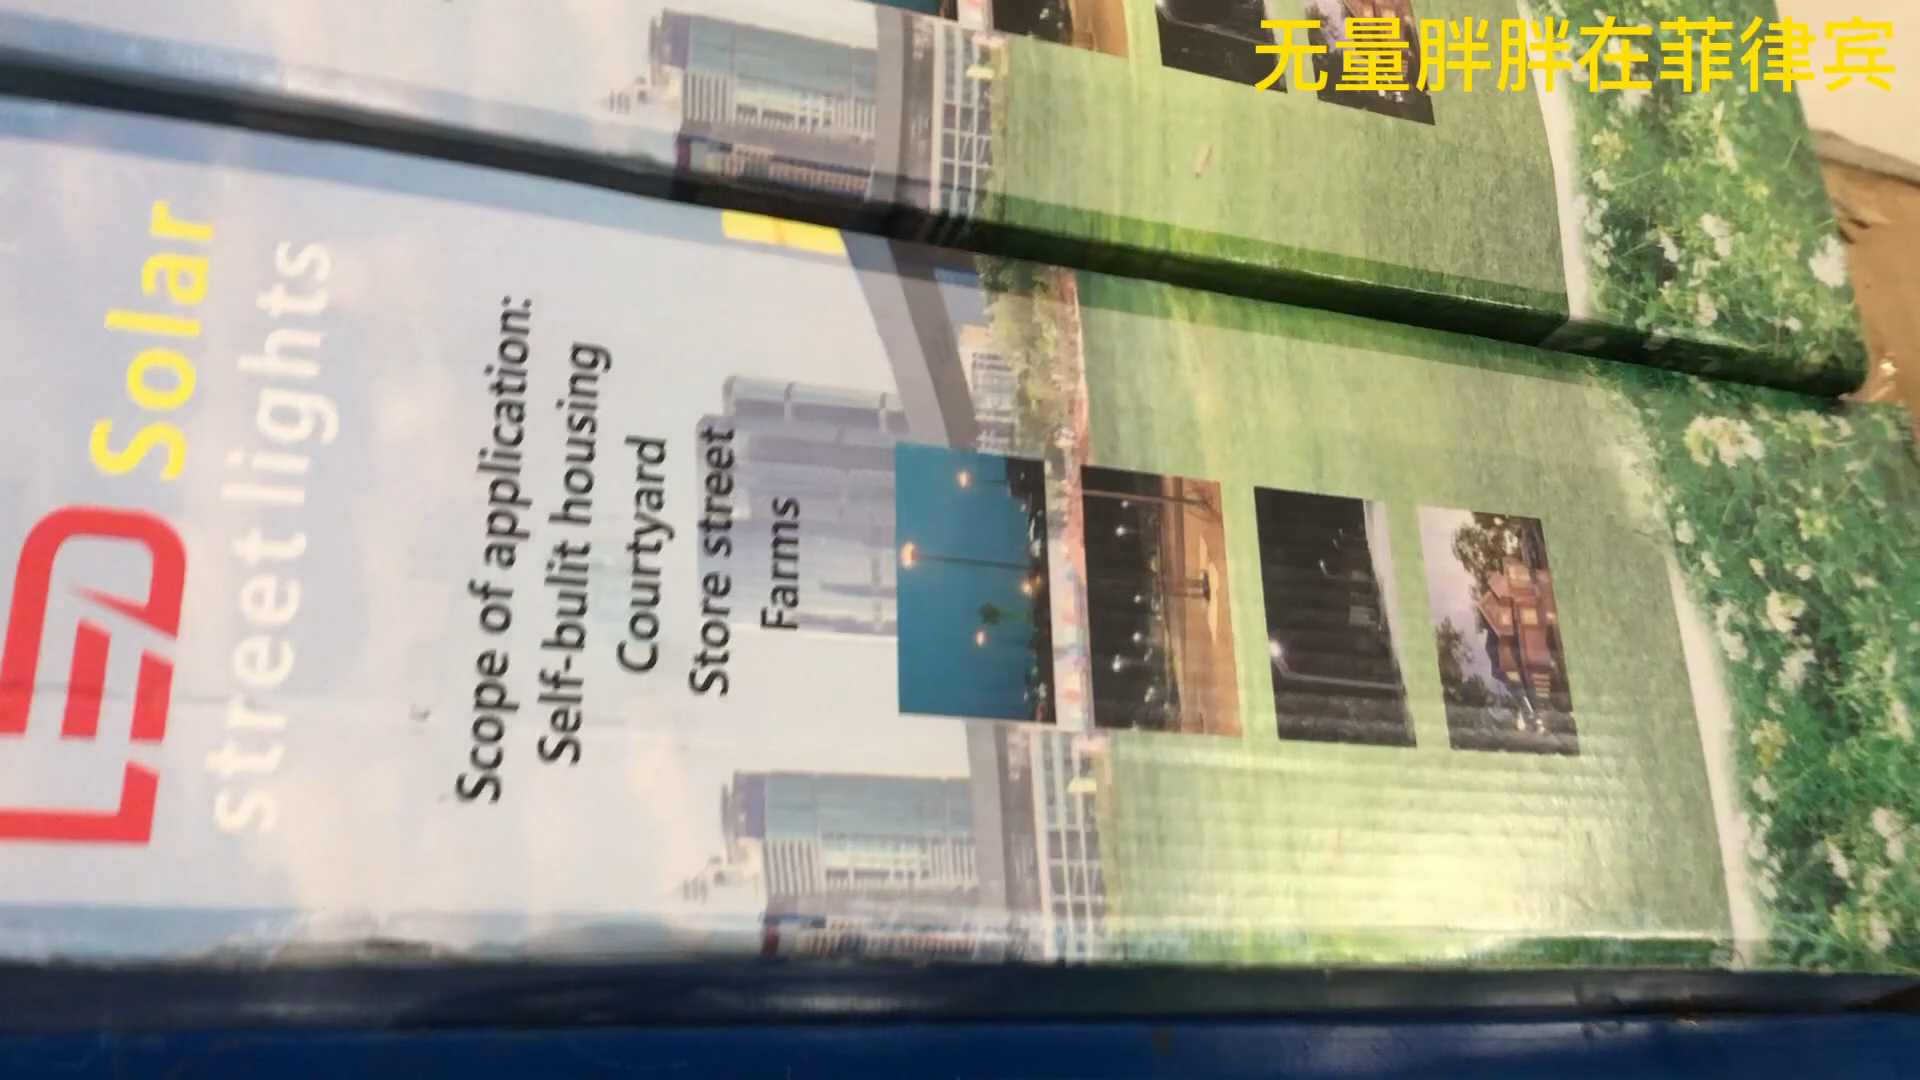 无量胖胖在菲律宾
LED Solar
street lights
Scope of application:
Self-bulit housing
Courtyard
Store street
Farms